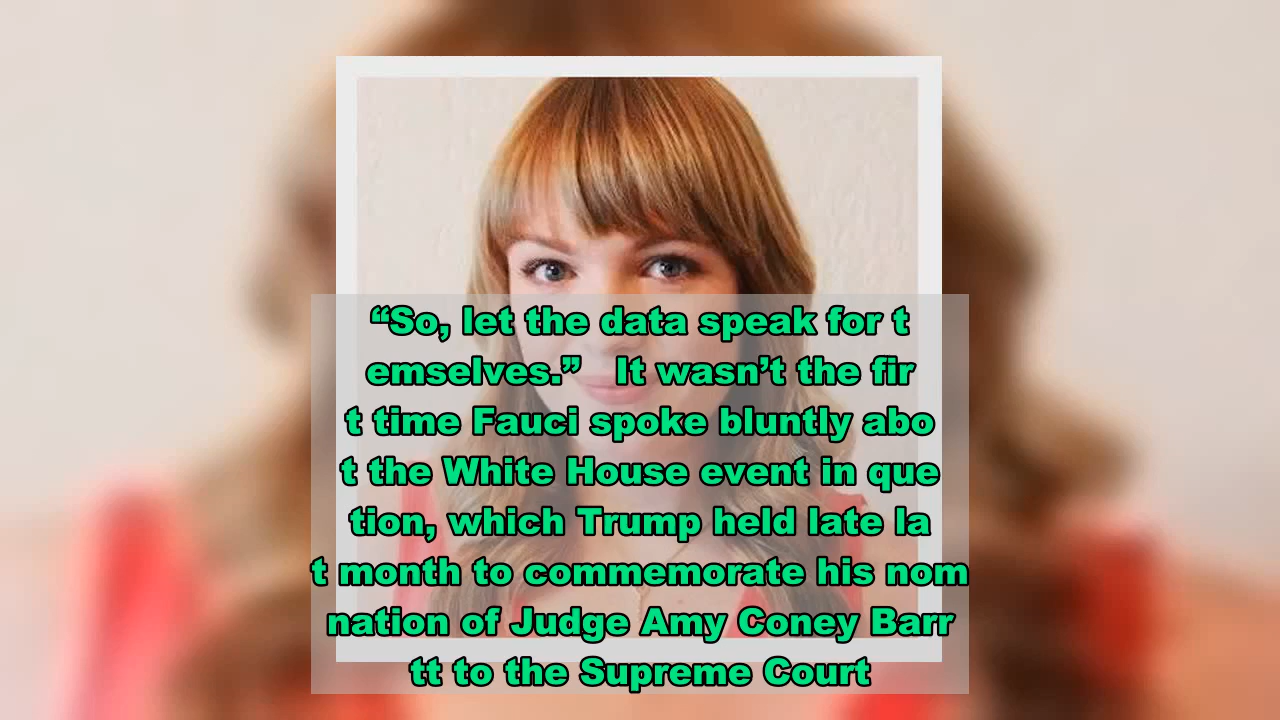 “So, let the data speak for t
emselves.” It wasn’t the fir
t time Fauci spoke bluntly abo
t the White House event in que
tion, which Trump held late la
t month to commemorate his nom
nation of Judge Amy Coney Barr
tt to the Supreme Court